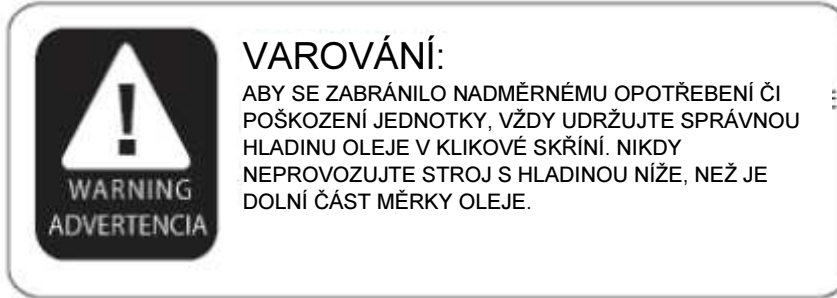 WARNING
ADVERTENCIA
VAROVÁNÍ:
ABY SE ZABRÁNILO NADMĚRNÉMU OPOTŘEBENÍ ČI
POŠKOZENÍ JEDNOTKY, VŽDY UDRŽUJTE SPRÁVNOU
HLADINU OLEJE V KLIKOVÉ SKŘÍNÍ. NIKDY
NEPROVOZUJTE STROJ S HLADINOU NÍŽE, NEŽ JE
DOLNÍ ČÁST MĚRKY OLEJE.